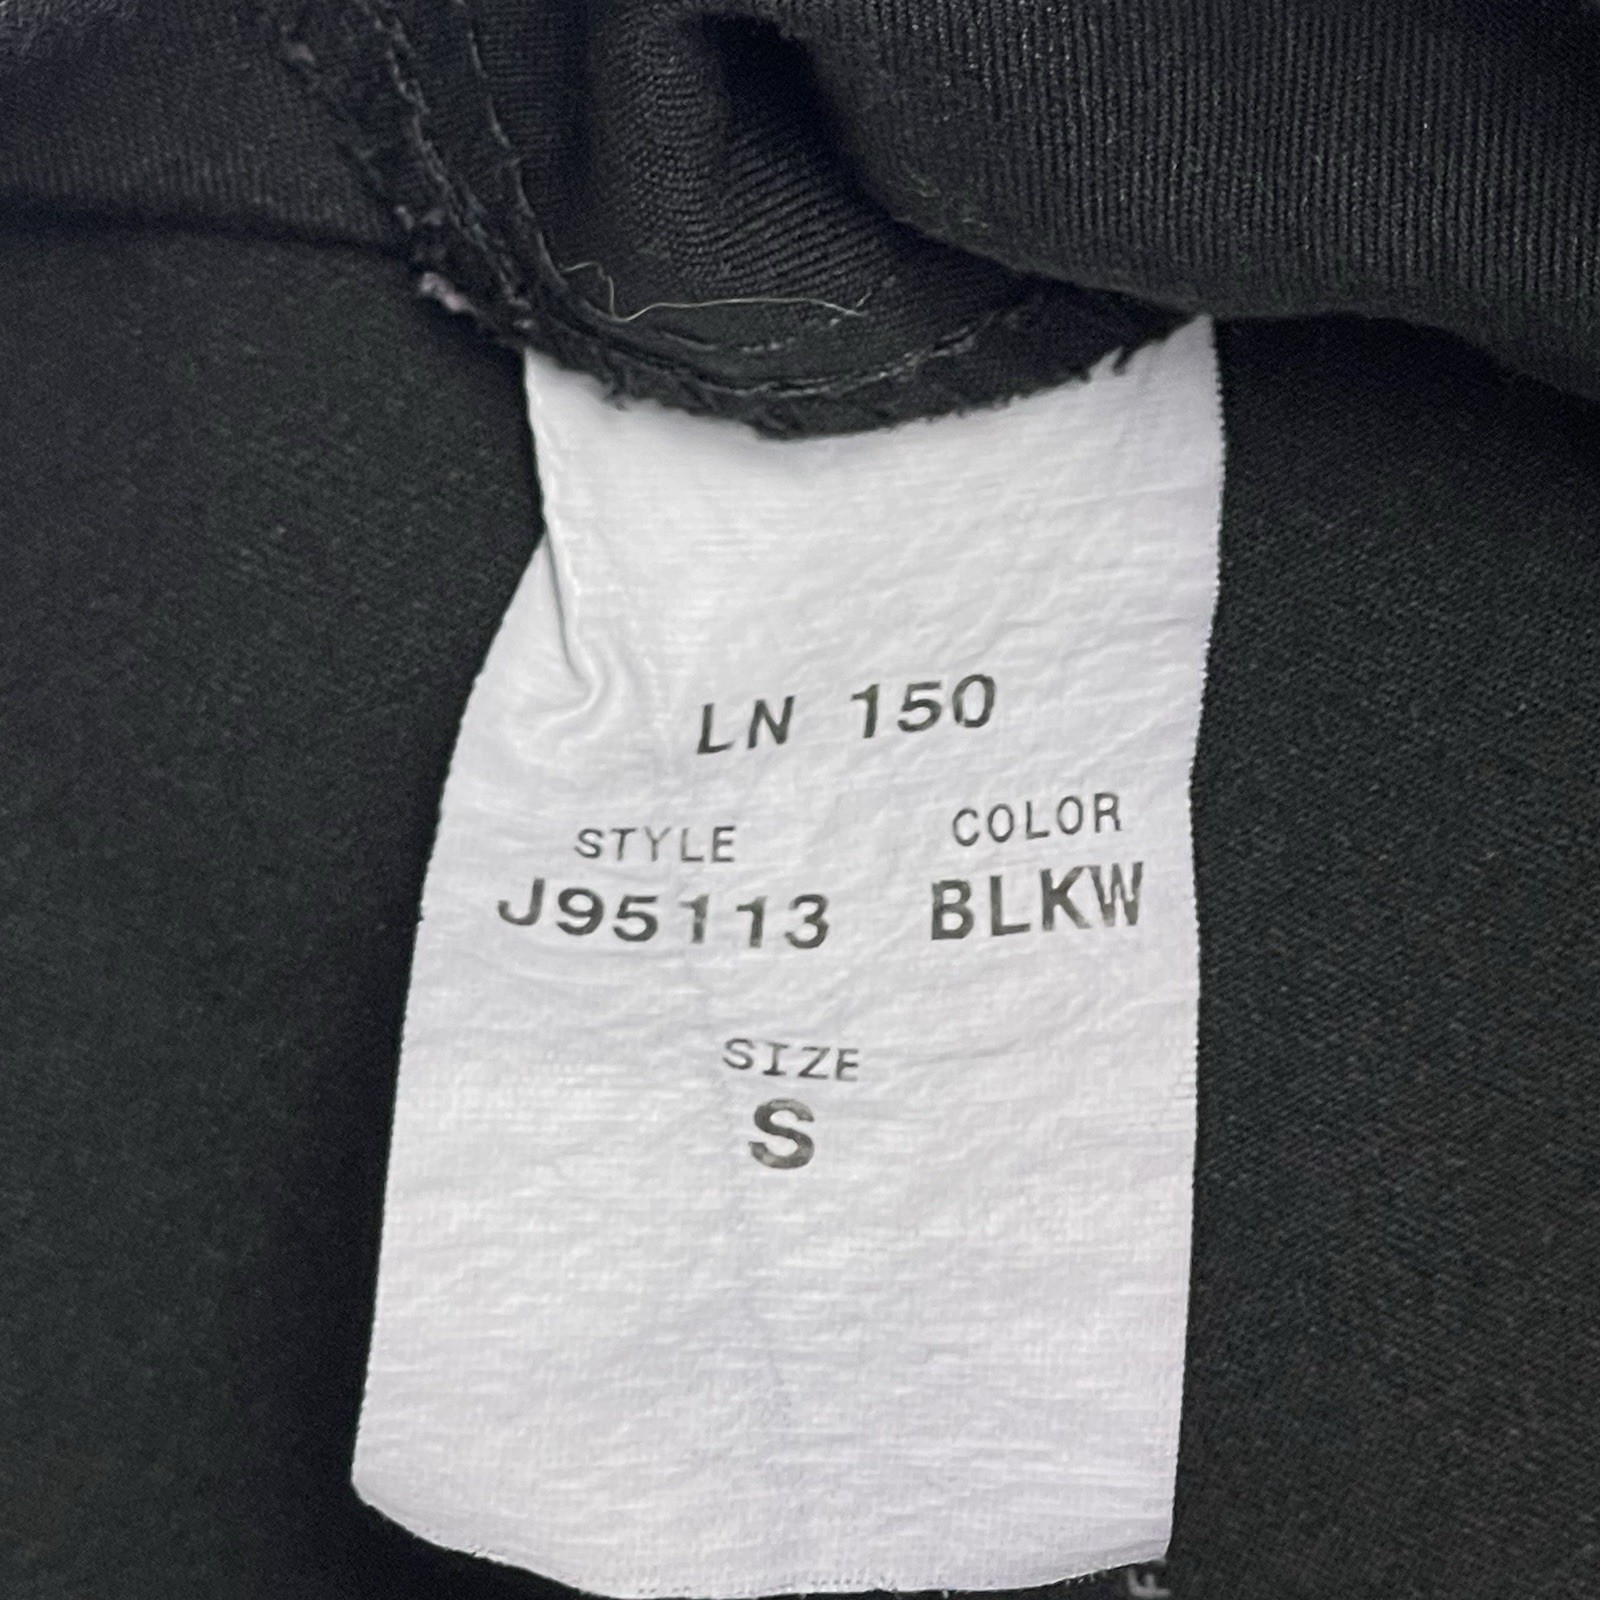 LN 150
STYLE COLOR
J95113 BLKW
SIZE
S